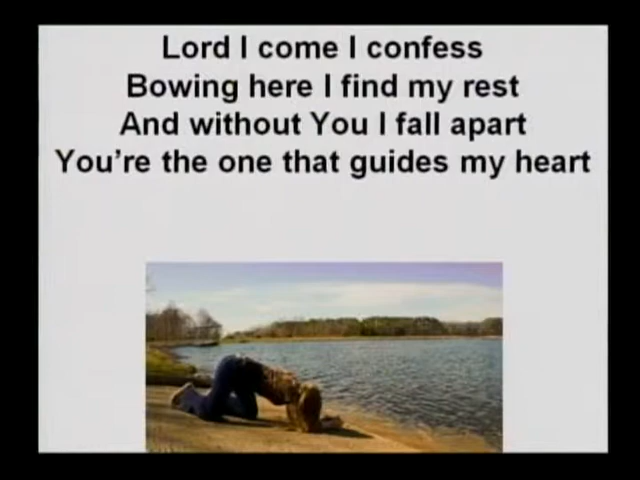 Lord I come I confess
Bowing here I find my rest
And without You I fall apart
You're the one that guides my heart